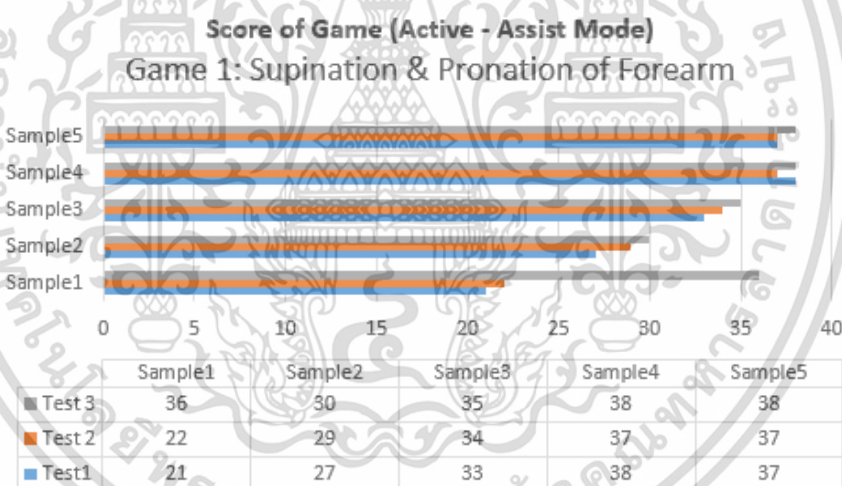 Score of Game (Active - Assist Mode)
Game 1: Supination & Pronation of Forearm
Sample5
Sample4
Sample3
Sample2
Sample1
0 5 10 15 20 25 30 35 40
Sample1 Sample2 Sample3 Sample4 Sample5
Test 3 36 30 35 38 38
Test 2 22 29 34 37 37
Test1 21 27 33 38 37